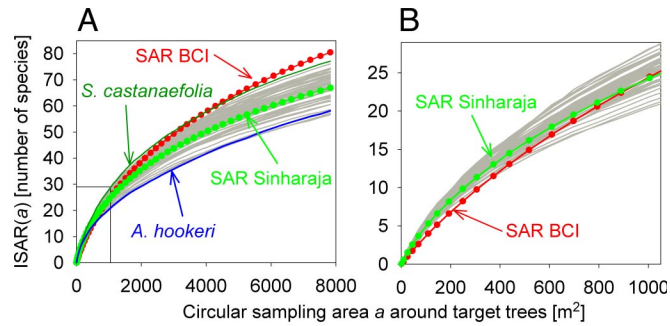 A
B
ISAR(a) [number of species]
80
70
60
50
40
30
20
10
0
SAR BCI
S. castanaefolia
SAR Sinharaja
A. hookeri
0 2000 4000 6000 8000
25
20
15
10
5
0
SAR Sinharaja
SAR BCI
0 200 400 600 800 1000
Circular sampling area a around target trees [m²]